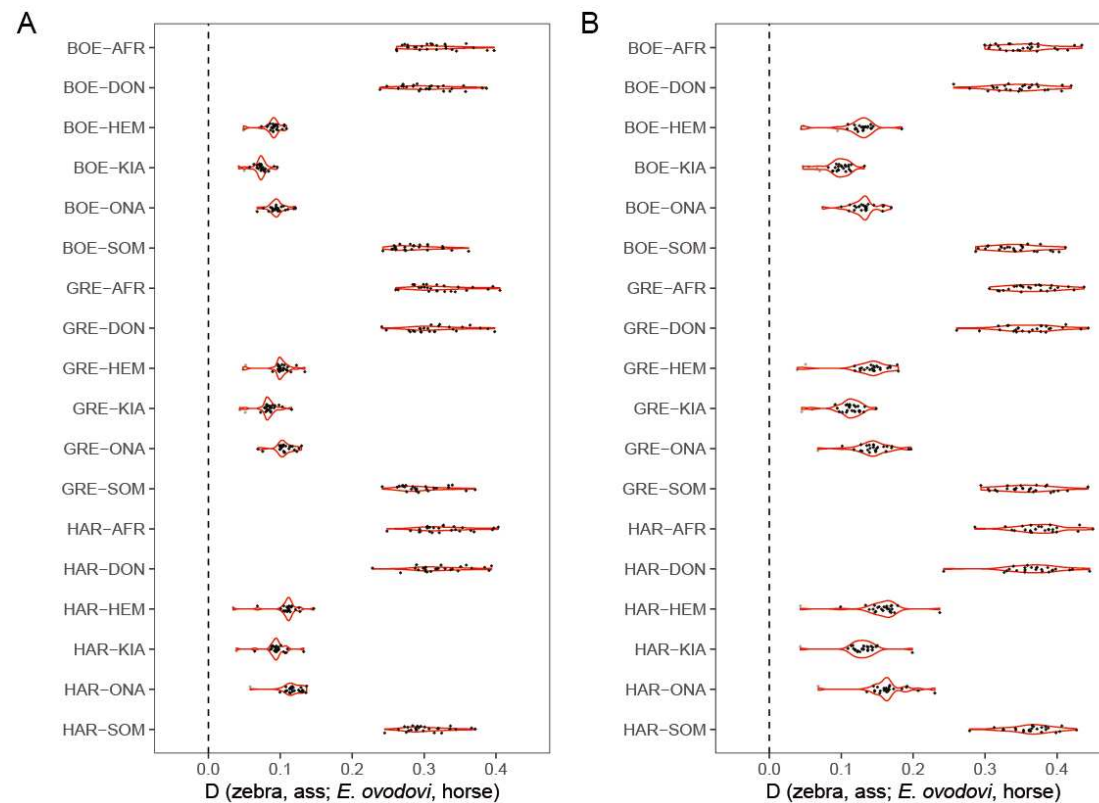 A
BOE−AFR
BOE−DON
BOE−HEM
BOE−KIA
BOE−ONA
BOE−SOM
GRE−AFR
GRE−DON
GRE−HEM
GRE−KIA
GRE−ONA
GRE−SOM
HAR−AFR
HAR−DON
HAR−HEM
HAR−KIA
HAR−ONA
HAR−SOM
0.0 0.1 0.2 0.3 0.4
D (zebra, ass; E. ovodovi, horse)
B
BOE−AFR
BOE−DON
BOE−HEM
BOE−KIA
BOE−ONA
BOE−SOM
GRE−AFR
GRE−DON
GRE−HEM
GRE−KIA
GRE−ONA
GRE−SOM
HAR−AFR
HAR−DON
HAR−HEM
HAR−KIA
HAR−ONA
HAR−SOM
0.0 0.1 0.2 0.3 0.4
D (zebra, ass; E. ovodovi, horse)